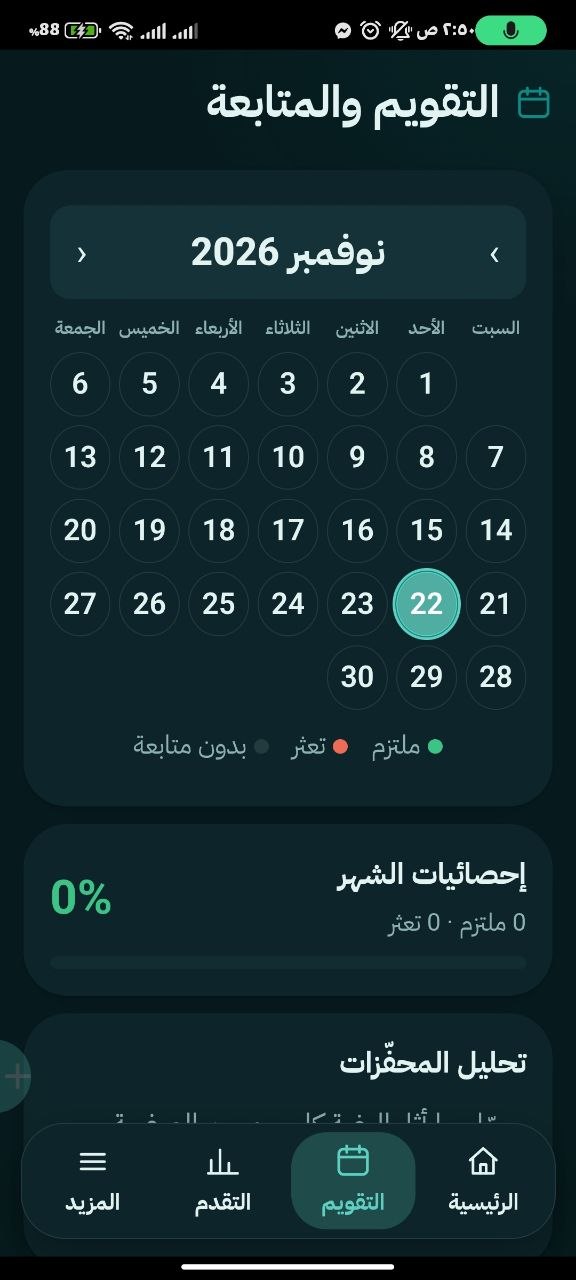 88% ٢:٥٠ ص
التقويم والمتابعة
نوفمبر 2026
السبت الأحد الاثنين الثلاثاء الأربعاء الخميس الجمعة
1 2 3 4 5 6
7 8 9 10 11 12 13
14 15 16 17 18 19 20
21 22 23 24 25 26 27
28 29 30
ملتزم تعثر بدون متابعة
إحصائيات الشهر
0%
0 ملتزم · 0 تعثر
تحليل المحفّزات
الرئيسية التقويم التقدم المزيد